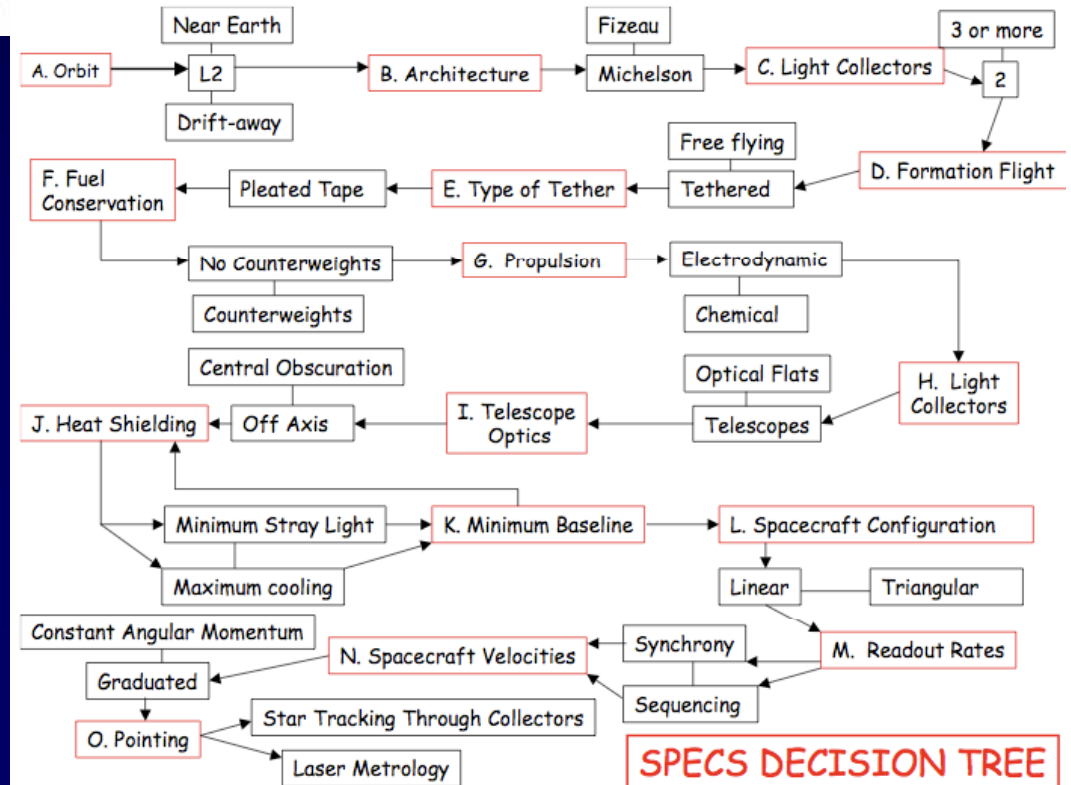 Near Earth
Fizeau
3 or more
A. Orbit
L2
B. Architecture
Michelson
C. Light Collectors
2
Drift-away
Free flying
F. Fuel
Conservation
Pleated Tape
E. Type of Tether
Tethered
D. Formation Flight
No Counterweights
G. Propulsion
Electrodynamic
Counterweights
Chemical
Central Obscuration
Optical Flats
H. Light
Collectors
J. Heat Shielding
Off Axis
I. Telescope
Optics
Telescopes
Minimum Stray Light
K. Minimum Baseline
L. Spacecraft Configuration
Maximum cooling
Linear
Triangular
Constant Angular Momentum
Synchrony
M. Readout Rates
N. Spacecraft Velocities
Graduated
Sequencing
Star Tracking Through Collectors
O. Pointing
Laser Metrology
SPECS DECISION TREE